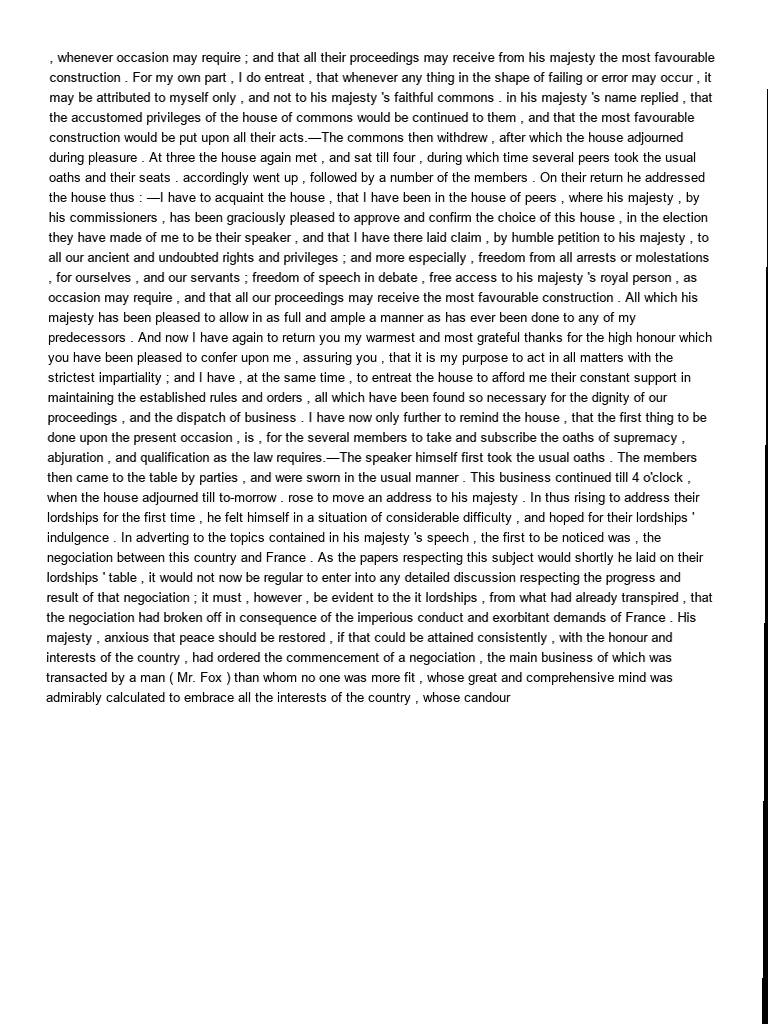 , whenever occasion may require ; and that all their proceedings may receive from his majesty the most favourable
construction . For my own part , I do entreat , that whenever any thing in the shape of failing or error may occur , it
may be attributed to myself only , and not to his majesty 's faithful commons . in his majesty 's name replied , that
the accustomed privileges of the house of commons would be continued to them , and that the most favourable
construction would be put upon all their acts.—The commons then withdrew , after which the house adjourned
during pleasure . At three the house again met , and sat till four , during which time several peers took the usual
oaths and their seats . accordingly went up , followed by a number of the members . On their return he addressed
the house thus : —I have to acquaint the house , that I have been in the house of peers , where his majesty , by
his commissioners , has been graciously pleased to approve and confirm the choice of this house , in the election
they have made of me to be their speaker , and that I have there laid claim , by humble petition to his majesty , to
all our ancient and undoubted rights and privileges ; and more especially , freedom from all arrests or molestations
, for ourselves , and our servants ; freedom of speech in debate , free access to his majesty 's royal person , as
occasion may require , and that all our proceedings may receive the most favourable construction . All which his
majesty has been pleased to allow in as full and ample a manner as has ever been done to any of my
predecessors . And now I have again to return you my warmest and most grateful thanks for the high honour which
you have been pleased to confer upon me , assuring you , that it is my purpose to act in all matters with the
strictest impartiality ; and I have , at the same time , to entreat the house to afford me their constant support in
maintaining the established rules and orders , all which have been found so necessary for the dignity of our
proceedings , and the dispatch of business . I have now only further to remind the house , that the first thing to be
done upon the present occasion , is , for the several members to take and subscribe the oaths of supremacy ,
abjuration , and qualification as the law requires.—The speaker himself first took the usual oaths . The members
then came to the table by parties , and were sworn in the usual manner . This business continued till 4 o'clock ,
when the house adjourned till to-morrow . rose to move an address to his majesty . In thus rising to address their
lordships for the first time , he felt himself in a situation of considerable difficulty , and hoped for their lordships '
indulgence . In adverting to the topics contained in his majesty 's speech , the first to be noticed was , the
negociation between this country and France . As the papers respecting this subject would shortly he laid on their
lordships ' table , it would not now be regular to enter into any detailed discussion respecting the progress and
result of that negociation ; it must , however , be evident to the it lordships , from what had already transpired , that
the negociation had broken off in consequence of the imperious conduct and exorbitant demands of France . His
majesty , anxious that peace should be restored , if that could be attained consistently , with the honour and
interests of the country , had ordered the commencement of a negociation , the main business of which was
transacted by a man ( Mr. Fox ) than whom no one was more fit , whose great and comprehensive mind was
admirably calculated to embrace all the interests of the country , whose candour